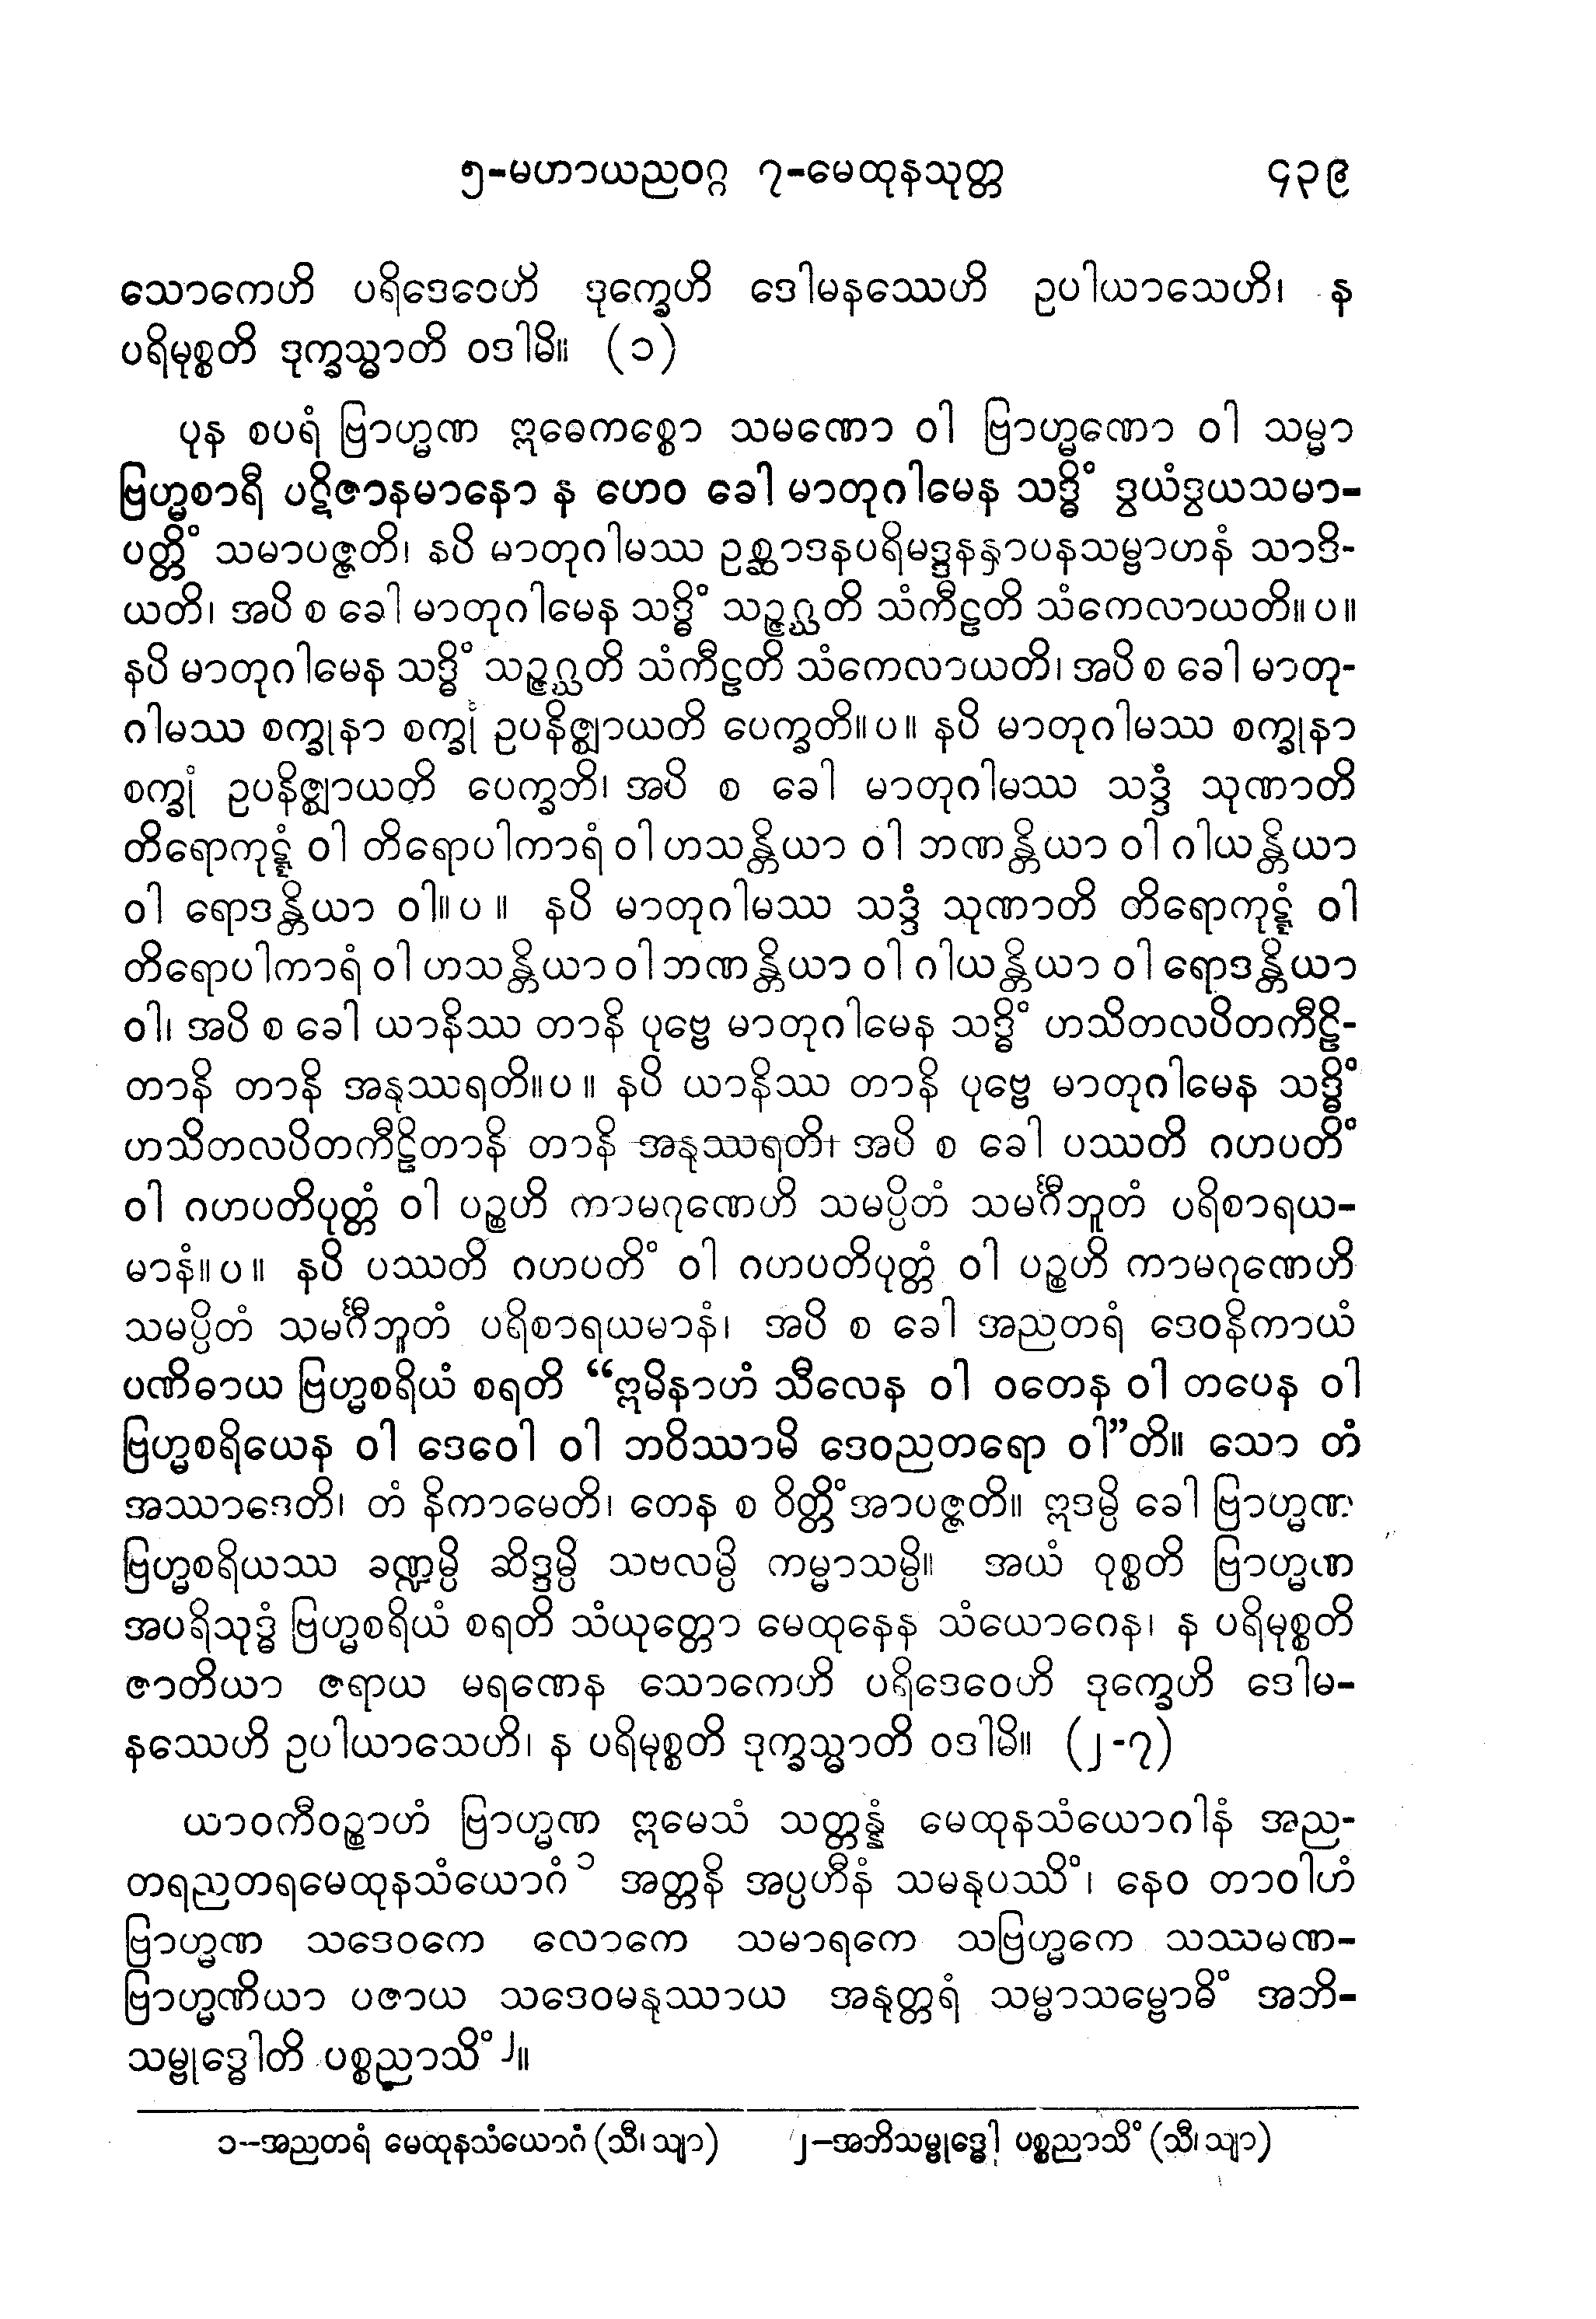 ၅-မဟာယညဝဂ္ဂ ၇-မေထုနသုတ္တ ၄၃၉
သောကေဟိ ပရိဒေဝေဟိ ဒုက္ခေဟိ ဒေါမနဿေဟိ ဥပါယာသေဟိ၊ န
ပရိမုစ္စတိ ဒုက္ခသ္မာတိ ဝဒါမိ။ (၁)
ပုန စပရံ ဗြာဟ္မဏ ဣဓေကစ္စော သမဏော ဝါ ဗြာဟ္မဏော ဝါ သမ္မာ
ဗြဟ္မစာရီ ပဋိဇာနမာနော န ဟေဝ ခေါ မာတုဂါမေန သဒ္ဓိံ ဒွယံဒွယသမာ-
ပတ္တိံ သမာပဇ္ဇတိ၊ နပိ မာတုဂါမဿ ဥစ္ဆာဒနပရိမဒ္ဒနနှာပနသမ္ဗာဟနံ သာဒိ-
ယတိ၊ အပိ စ ခေါ မာတုဂါမေန သဒ္ဓိံ သဉ္ဇဂ္ဃတိ သံကီဠတိ သံကေလာယတိ။ ပ။
နပိ မာတုဂါမေန သဒ္ဓိံ သဉ္ဇဂ္ဃတိ သံကီဠတိ သံကေလာယတိ၊ အပိ စ ခေါ မာတု-
ဂါမဿ စက္ခုနာ စက္ခုံ ဥပနိဇ္ဈာယတိ ပေက္ခတိ။ ပ။ နပိ မာတုဂါမဿ စက္ခုနာ
စက္ခုံ ဥပနိဇ္ဈာယတိ ပေက္ခတိ၊ အပိ စ ခေါ မာတုဂါမဿ သဒ္ဒံ သုဏာတိ
တိရောကုဋ္ဋံ ဝါ တိရောပါကာရံ ဝါ ဟသန္တိယာ ဝါ ဘဏန္တိယာ ဝါ ဂါယန္တိယာ
ဝါ ရောဒန္တိယာ ဝါ။ ပ။ နပိ မာတုဂါမဿ သဒ္ဒံ သုဏာတိ တိရောကုဋ္ဋံ ဝါ
တိရောပါကာရံ ဝါ ဟသန္တိယာ ဝါ ဘဏန္တိယာ ဝါ ဂါယန္တိယာ ဝါ ရောဒန္တိယာ
ဝါ၊ အပိ စ ခေါ ယာနိဿ တာနိ ပုဗ္ဗေ မာတုဂါမေန သဒ္ဓိံ ဟသိတလပိတကီဠိ-
တာနိ တာနိ အနုဿရတိ။ ပ။ နပိ ယာနိဿ တာနိ ပုဗ္ဗေ မာတုဂါမေန သဒ္ဓိံ
ဟသိတလပိတကီဠိတာနိ တာနိ အနုဿရတိ၊ အပိ စ ခေါ ပဿတိ ဂဟပတိံ
ဝါ ဂဟပတိပုတ္တံ ဝါ ပဉ္စဟိ ကာမဂုဏေဟိ သမပ္ပိတံ သမင်္ဂီဘူတံ ပရိစာရယ-
မာနံ။ ပ။ နပိ ပဿတိ ဂဟပတိံ ဝါ ဂဟပတိပုတ္တံ ဝါ ပဉ္စဟိ ကာမဂုဏေဟိ
သမပ္ပိတံ သမင်္ဂီဘူတံ ပရိစာရယမာနံ၊ အပိ စ ခေါ အညတရံ ဒေဝနိကာယံ
ပဏိဓာယ ဗြဟ္မစရိယံ စရတိ “ဣမိနာဟံ သီလေန ဝါ ဝတေန ဝါ တပေန ဝါ
ဗြဟ္မစရိယေန ဝါ ဒေဝေါ ဝါ ဘဝိဿာမိ ဒေဝညတရော ဝါ”တိ။ သော တံ
အဿာဒေတိ၊ တံ နိကာမေတိ၊ တေန စ ဝိတ္တိံ အာပဇ္ဇတိ။ ဣဒမ္ပိ ခေါ ဗြာဟ္မဏ
ဗြဟ္မစရိယဿ ခဏ္ဍမ္ပိ ဆိဒ္ဒမ္ပိ သဗလမ္ပိ ကမ္မာသမ္ပိ။ အယံ ဝုစ္စတိ ဗြာဟ္မဏ
အပရိသုဒ္ဓံ ဗြဟ္မစရိယံ စရတိ သံယုတ္တော မေထုနေန သံယောဂေန၊ န ပရိမုစ္စတိ
ဇာတိယာ ဇရာယ မရဏေန သောကေဟိ ပရိဒေဝေဟိ ဒုက္ခေဟိ ဒေါမ-
နဿေဟိ ဥပါယာသေဟိ၊ န ပရိမုစ္စတိ ဒုက္ခသ္မာတိ ဝဒါမိ။ (၂-၇)
ယာဝကီဝဉ္စာဟံ ဗြာဟ္မဏ ဣမေသံ သတ္တန္နံ မေထုနသံယောဂါနံ အည-
တရညတရမေထုနသံယောဂံ ၁ အတ္တနိ အပ္ပဟီနံ သမနုပဿိံ၊ နေဝ တာဝါဟံ
ဗြာဟ္မဏ သဒေဝကေ လောကေ သမာရကေ သဗြဟ္မကေ သဿမဏ-
ဗြာဟ္မဏိယာ ပဇာယ သဒေဝမနုဿာယ အနုတ္တရံ သမ္မာသမ္ဗောဓိံ အဘိ-
သမ္ဗုဒ္ဓေါတိ ပစ္စညာသိံ ၂။
၁--အညတရံ မေထုနသံယောဂံ (သီ၊ သျာ) ၂-အဘိသမ္ဗုဒ္ဓေါ ပစ္စညာသိံ (သီ၊ သျာ)